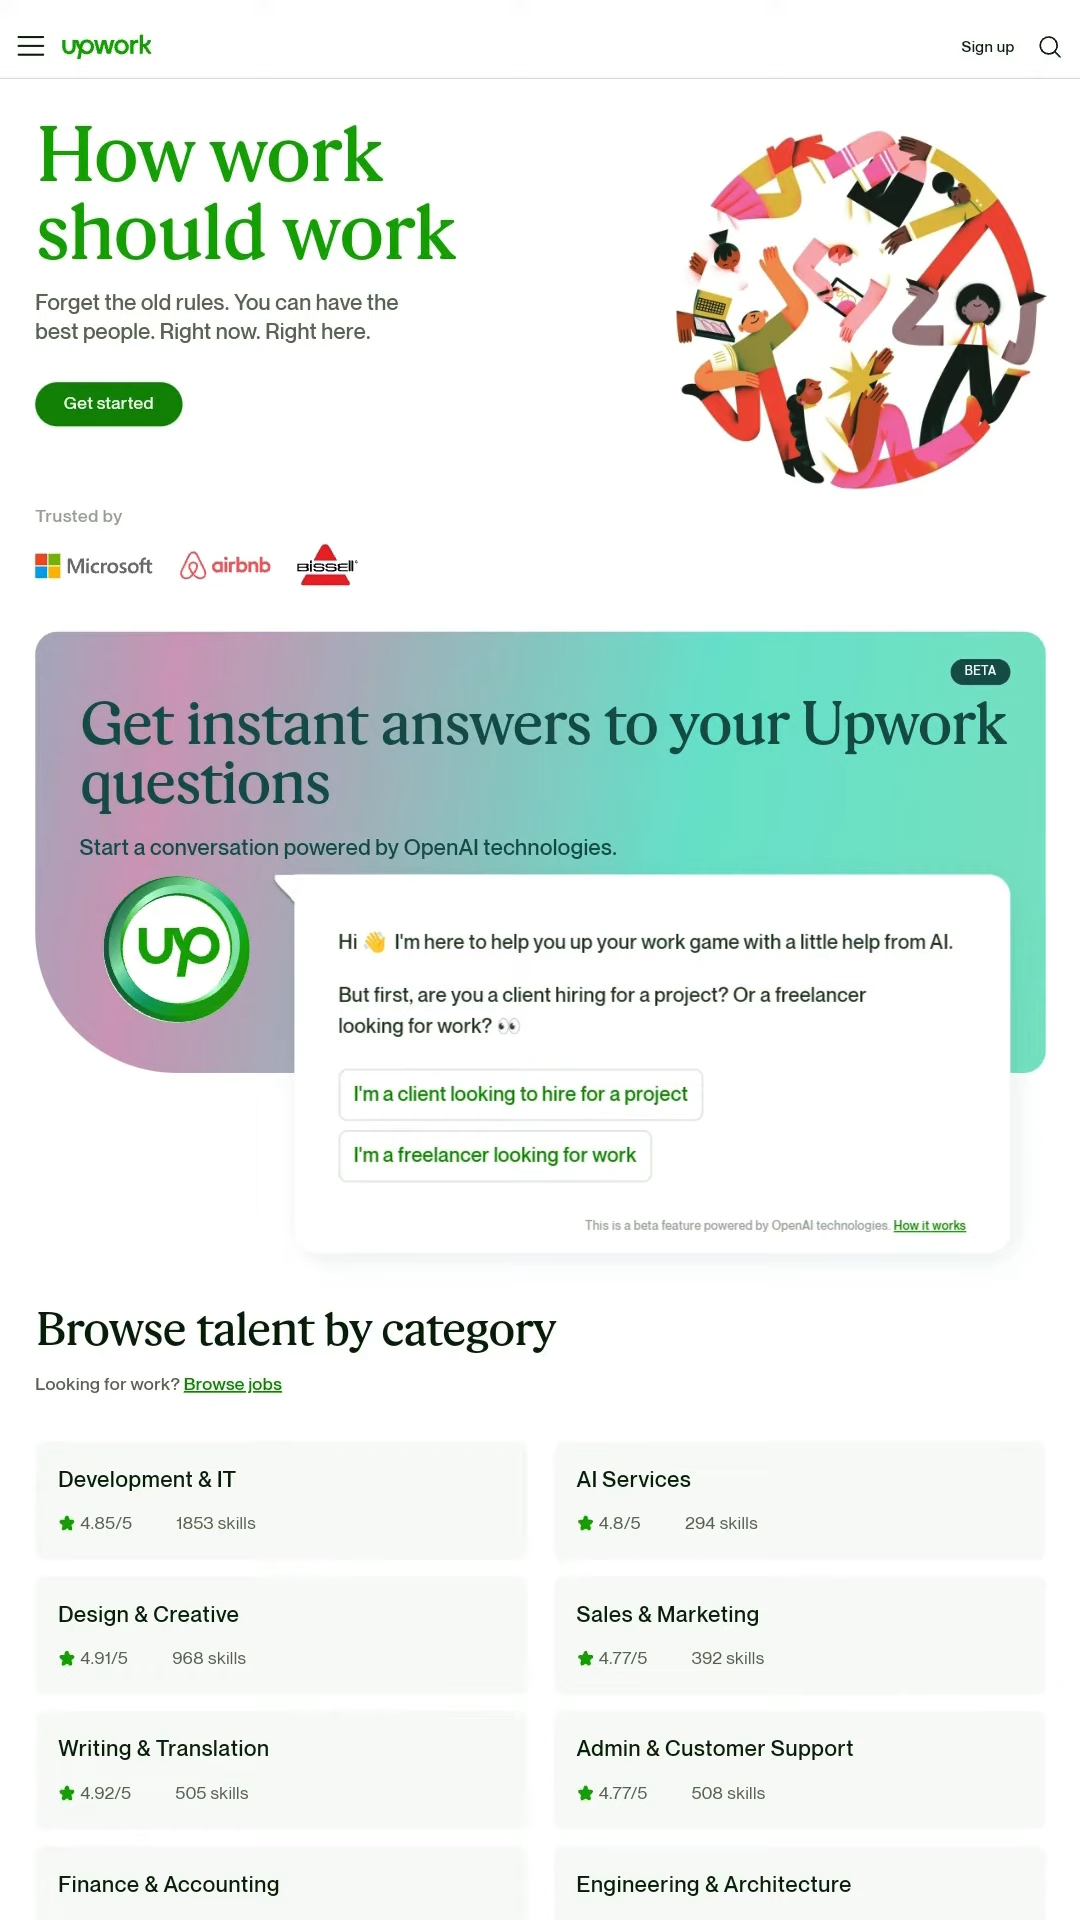 upwork
Sign up
How work
should work
Forget the old rules. You can have the
best people. Right now. Right here.
Get started
Trusted by
Microsoft
airbnb
BISSELL
BETA
Get instant answers to your Upwork
questions
Start a conversation powered by OpenAI technologies.
up
Hi 👋 I'm here to help you up your work game with a little help from AI.
But first, are you a client hiring for a project? Or a freelancer
looking for work? 👀
I'm a client looking to hire for a project
I'm a freelancer looking for work
This is a beta feature powered by OpenAI technologies. How it works
Browse talent by category
Looking for work? Browse jobs
Development & IT
4.85/5 1853 skills
AI Services
4.8/5 294 skills
Design & Creative
4.91/5 968 skills
Sales & Marketing
4.77/5 392 skills
Writing & Translation
4.92/5 505 skills
Admin & Customer Support
4.77/5 508 skills
Finance & Accounting
Engineering & Architecture